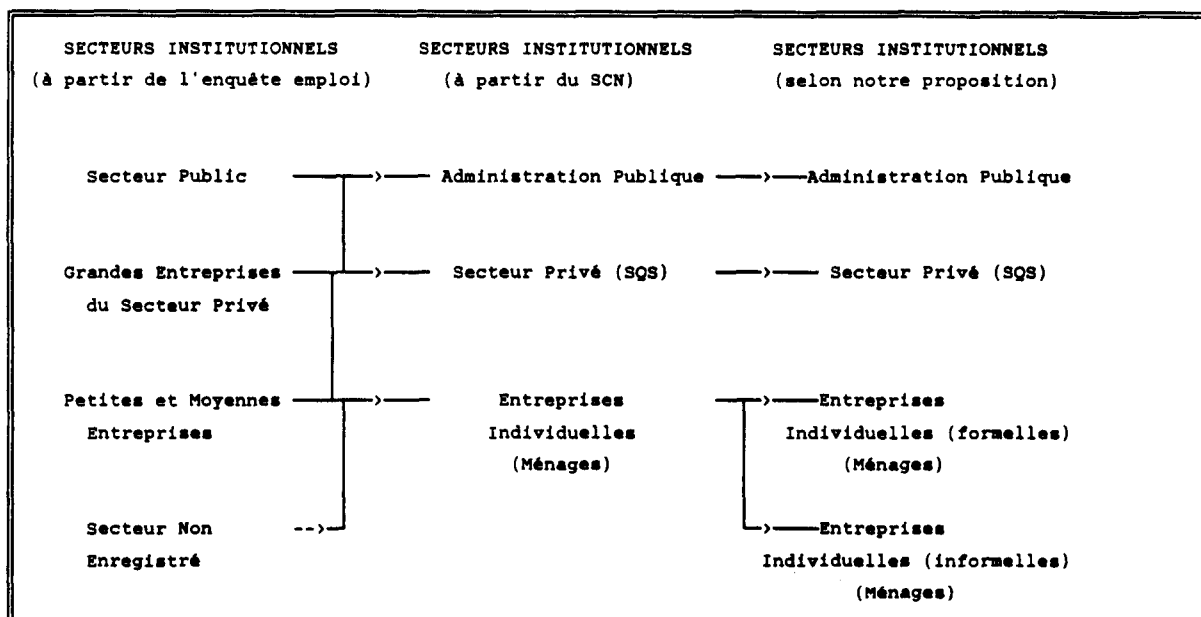 SECTEURS INSTITUTIONNELS SECTEURS INSTITUTIONNELS SECTEURS INSTITUTIONNELS
(à partir de l'enquête emploi) (à partir du SCN) (selon notre proposition)
Secteur Public Administration Publique Administration Publique
Grandes Entreprises Secteur Privé (SQS) Secteur Privé (SQS)
du Secteur Privé
Petites et Moyennes Entreprises Entreprises
Entreprises Individuelles Individuelles (formelles)
(Ménages) (Ménages)
Secteur Non Entreprises
Enregistré Individuelles (informelles)
(Ménages)